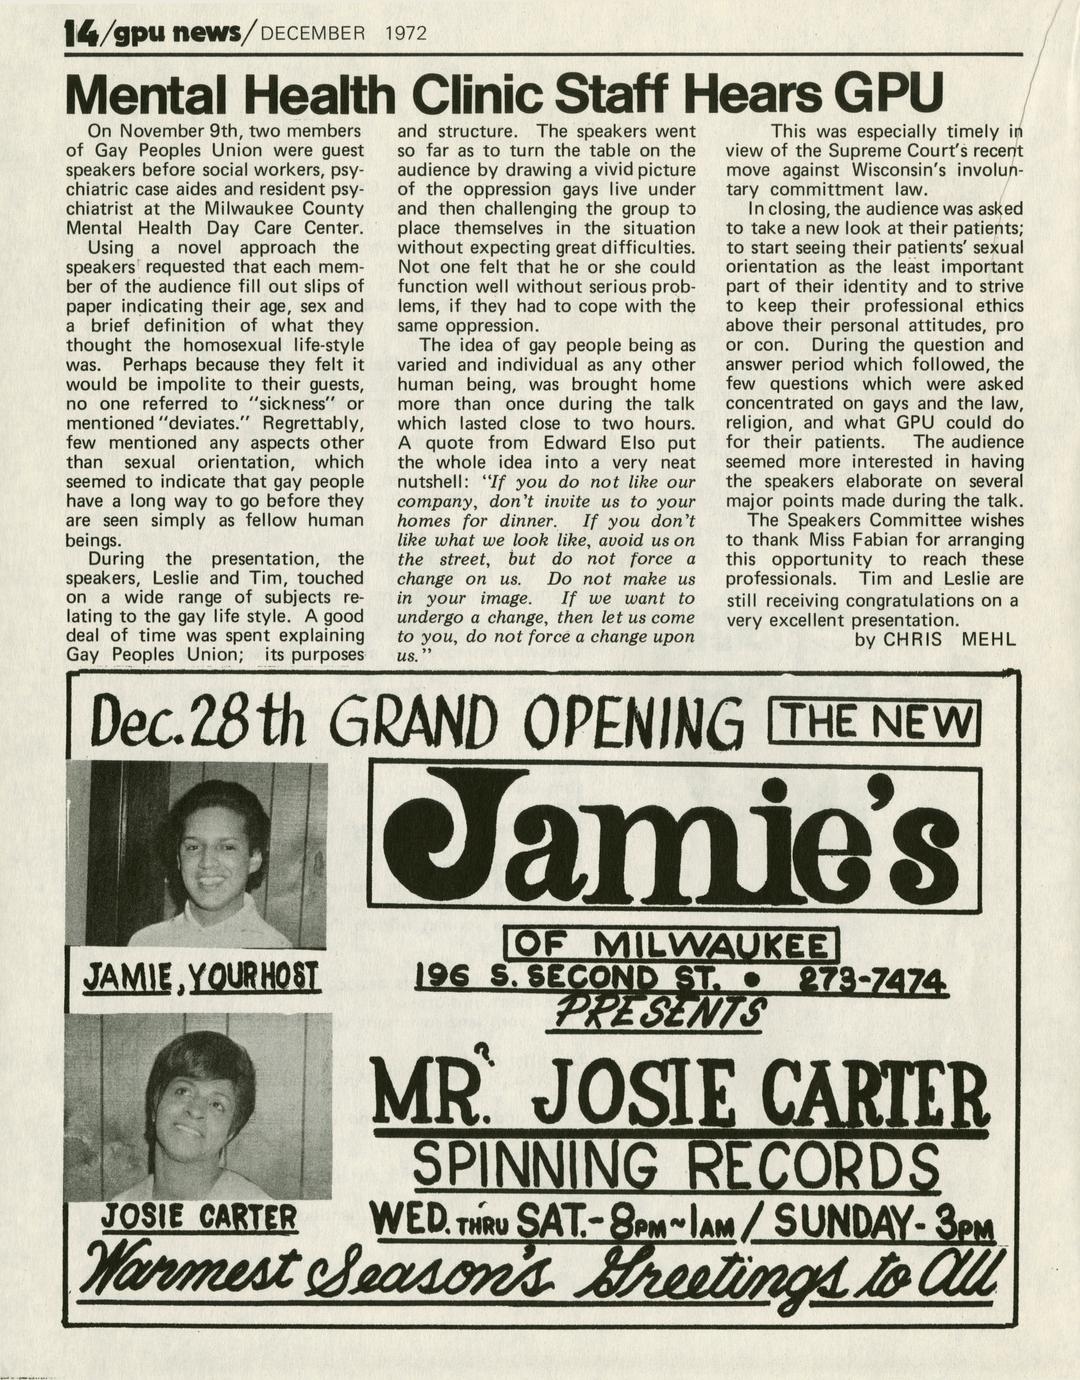 14/gpu news/DECEMBER 1972
Mental Health Clinic Staff Hears GPU
On November 9th, two members
of Gay Peoples Union were guest
speakers before social workers, psy-
chiatric case aides and resident psy-
chiatrist at the Milwaukee County
Mental Health Day Care Center.
Using a novel approach the
speakers requested that each mem-
ber of the audience fill out slips of
paper indicating their age, sex and
a brief definition of what they
thought the homosexual life-style
was. Perhaps because they felt it
would be impolite to their guests,
no one referred to "sickness" or
mentioned "deviates." Regrettably,
few mentioned any aspects other
than sexual orientation, which
seemed to indicate that gay people
have a long way to go before they
are seen simply as fellow human
beings.
During the presentation, the
speakers, Leslie and Tim, touched
on a wide range of subjects re-
lating to the gay life style. A good
deal of time was spent explaining
Gay Peoples Union; its purposes
and structure. The speakers went
so far as to turn the table on the
audience by drawing a vivid picture
of the oppression gays live under
and then challenging the group to
place themselves in the situation
without expecting great difficulties.
Not one felt that he or she could
function well without serious prob-
lems, if they had to cope with the
same oppression.
The idea of gay people being as
varied and individual as any other
human being, was brought home
more than once during the talk
which lasted close to two hours.
A quote from Edward Elso put
the whole idea into a very neat
nutshell: "If you do not like our
company, don't invite us to your
homes for dinner. If you don't
like what we look like, avoid us on
the street, but do not force a
change on us. Do not make us
in your image. If we want to
undergo a change, then let us come
to you, do not force a change upon
us."
This was especially timely in
view of the Supreme Court's recent
move against Wisconsin's involun-
tary committment law.
In closing, the audience was asked
to take a new look at their patients;
to start seeing their patients' sexual
orientation as the least important
part of their identity and to strive
to keep their professional ethics
above their personal attitudes, pro
or con. During the question and
answer period which followed, the
few questions which were asked
concentrated on gays and the law,
religion, and what GPU could do
for their patients. The audience
seemed more interested in having
the speakers elaborate on several
major points made during the talk.
The Speakers Committee wishes
to thank Miss Fabian for arranging
this opportunity to reach these
professionals. Tim and Leslie are
still receiving congratulations on a
very excellent presentation.
by CHRIS MEHL
Dec. 28th GRAND OPENING THE NEW
Jamie's
OF MILWAUKEE
196 S. SECOND ST. • 273-7474
PRESENTS
JAMIE, YOUR HOST
MR.? JOSIE CARTER
SPINNING RECORDS
JOSIE CARTER
WED. THRU SAT.-8PM~1AM / SUNDAY-3PM
Warmest Season's Greetings to All